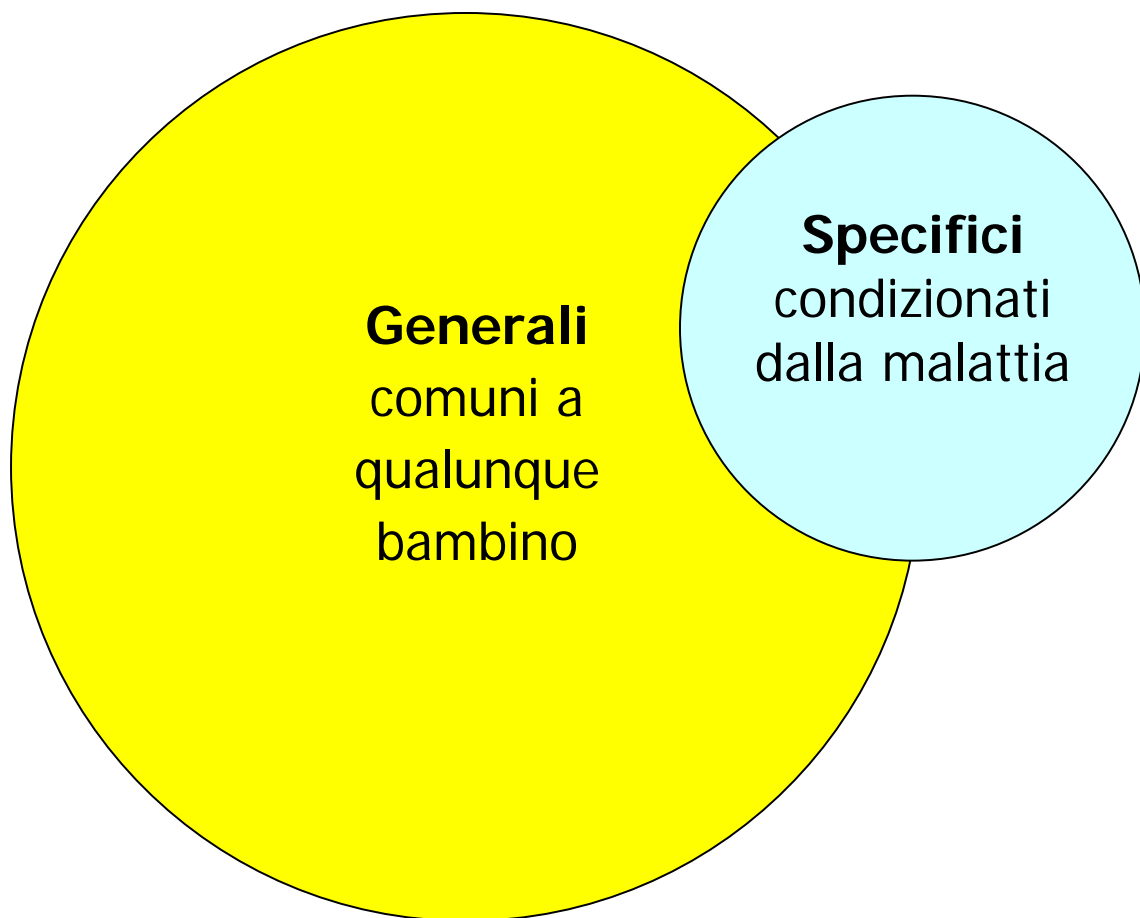 Generali
comuni a
qualunque
bambino
Specifici
condizionati
dalla malattia